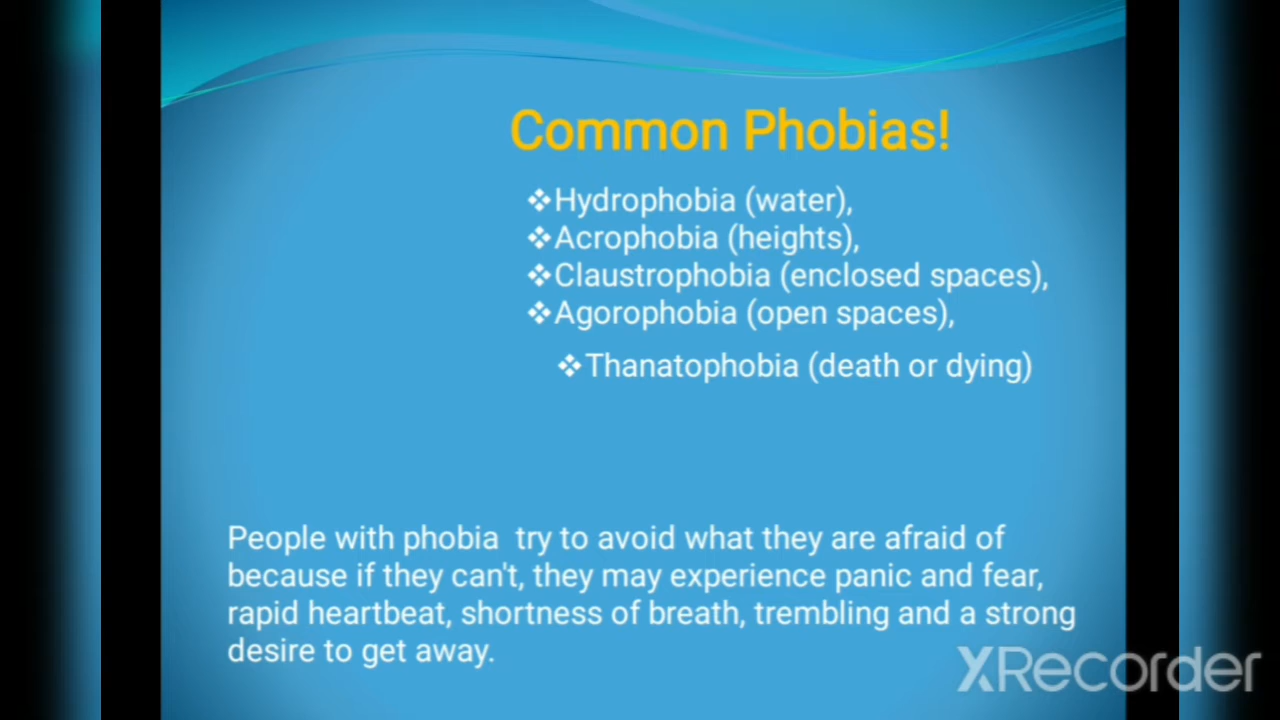 Common Phobias!
❖Hydrophobia (water),
❖Acrophobia (heights),
❖Claustrophobia (enclosed spaces),
❖Agorophobia (open spaces),
❖Thanatophobia (death or dying)
People with phobia  try to avoid what they are afraid of
because if they can't, they may experience panic and fear,
rapid heartbeat, shortness of breath, trembling and a strong
desire to get away.
XRecorder